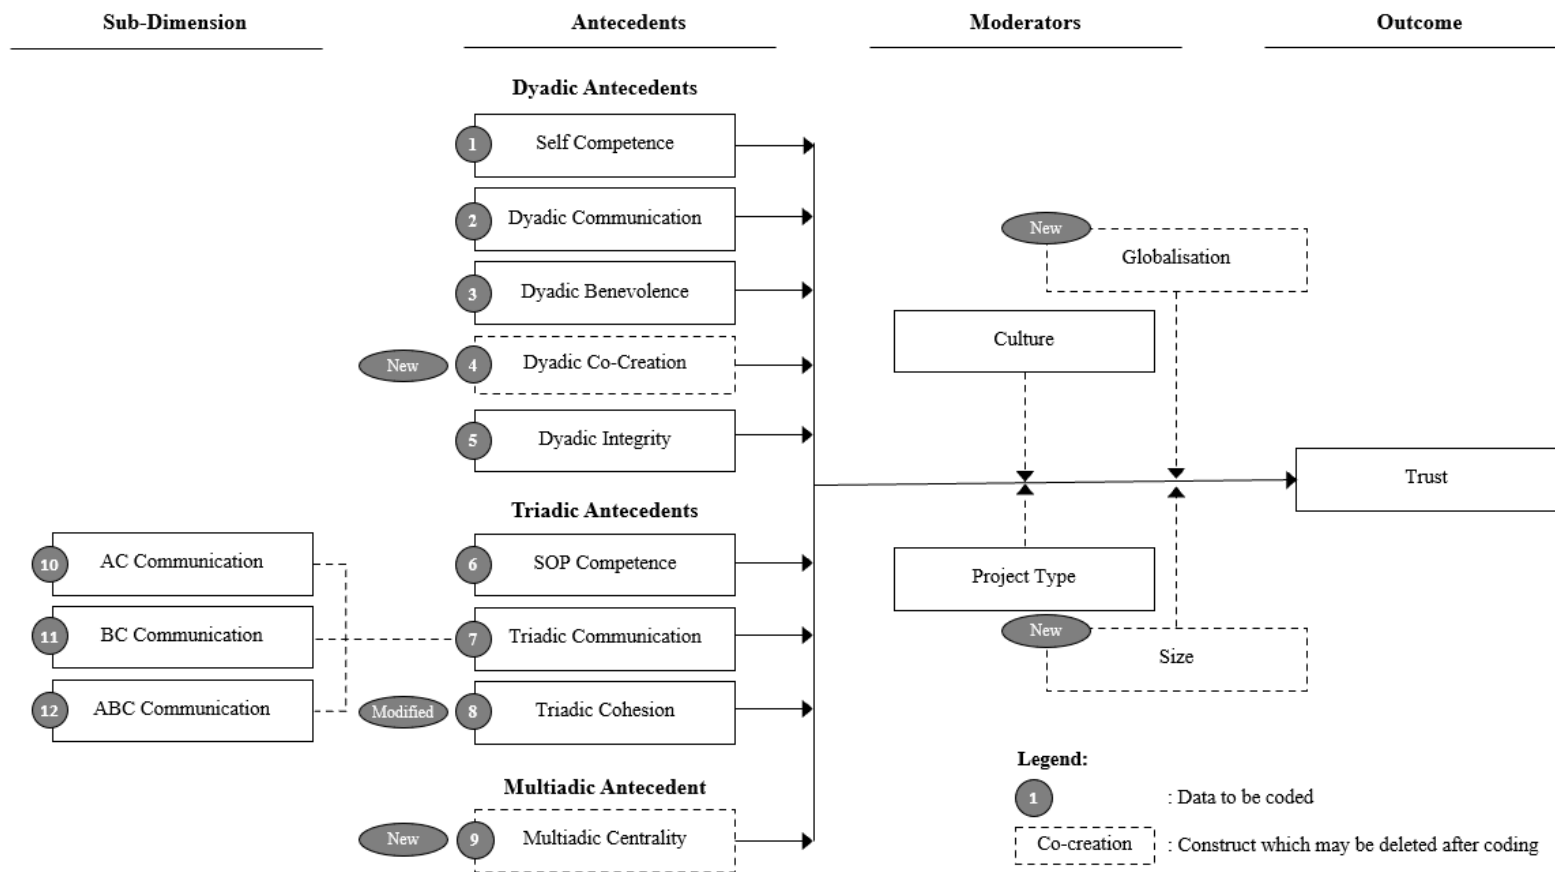 Sub-Dimension
Antecedents
Moderators
Outcome
Dyadic Antecedents
1 Self Competence
2 Dyadic Communication
3 Dyadic Benevolence
New 4 Dyadic Co-Creation
5 Dyadic Integrity
Triadic Antecedents
6 SOP Competence
7 Triadic Communication
Modified 8 Triadic Cohesion
Multiadic Antecedent
New 9 Multiadic Centrality
10 AC Communication
11 BC Communication
12 ABC Communication
New
Globalisation
Culture
Project Type
New
Size
Trust
Legend:
1 : Data to be coded
Co-creation : Construct which may be deleted after coding